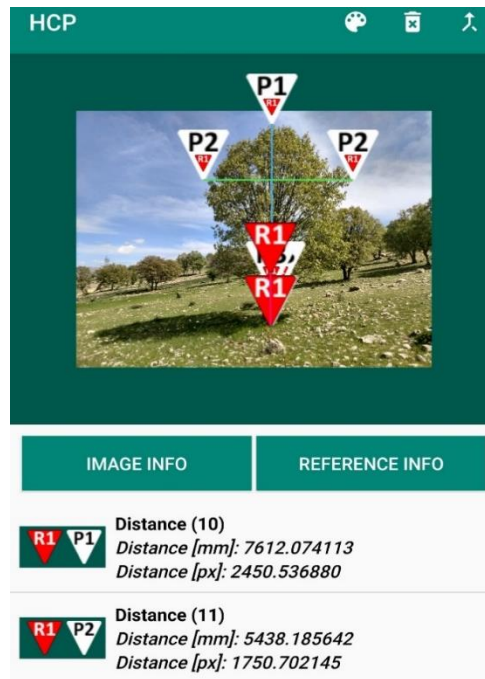 HCP
P1
R1
P2
R1
P2
R1
R1
R1
IMAGE INFO
REFERENCE INFO
R1 P1
Distance (10)
Distance [mm]: 7612.074113
Distance [px]: 2450.536880
R1 P2
Distance (11)
Distance [mm]: 5438.185642
Distance [px]: 1750.702145